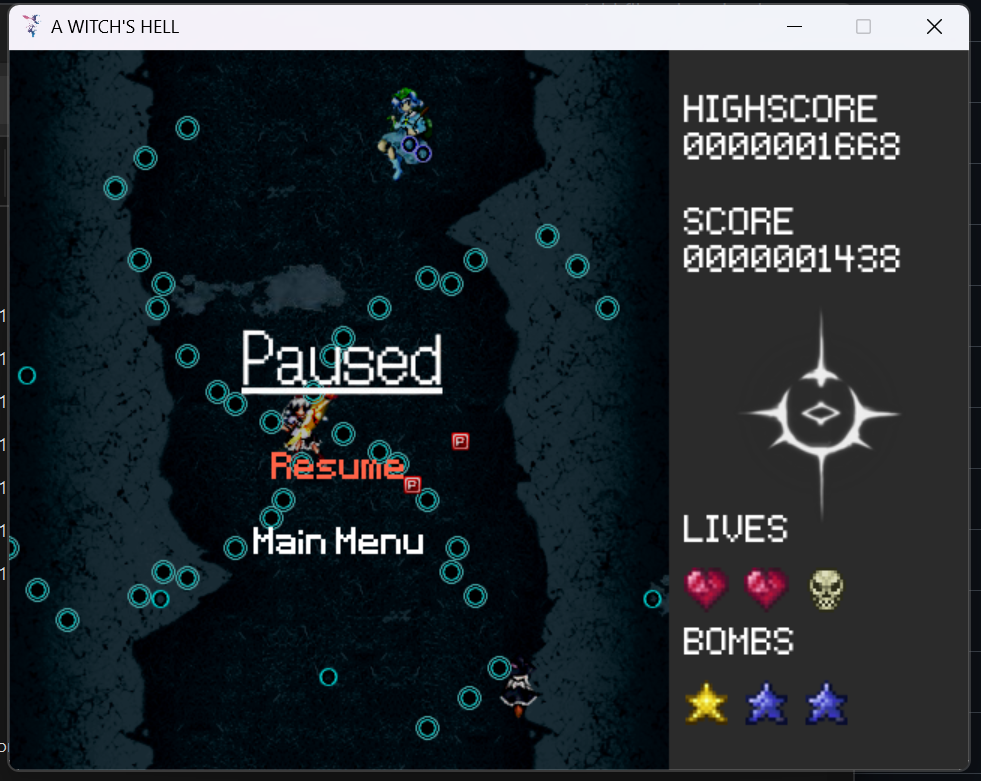 A WITCH'S HELL
HIGHSCORE
0000001668
SCORE
0000001438
Paused
P
Resume
P
Main Menu
LIVES
BOMBS